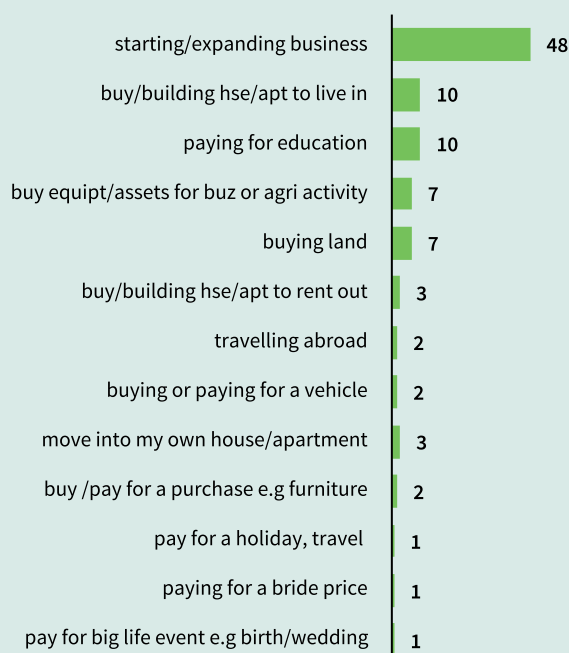 starting/expanding business 48
buy/building hse/apt to live in 10
paying for education 10
buy equipt/assets for buz or agri activity 7
buying land 7
buy/building hse/apt to rent out 3
travelling abroad 2
buying or paying for a vehicle 2
move into my own house/apartment 3
buy /pay for a purchase e.g furniture 2
pay for a holiday, travel 1
paying for a bride price 1
pay for big life event e.g birth/wedding 1